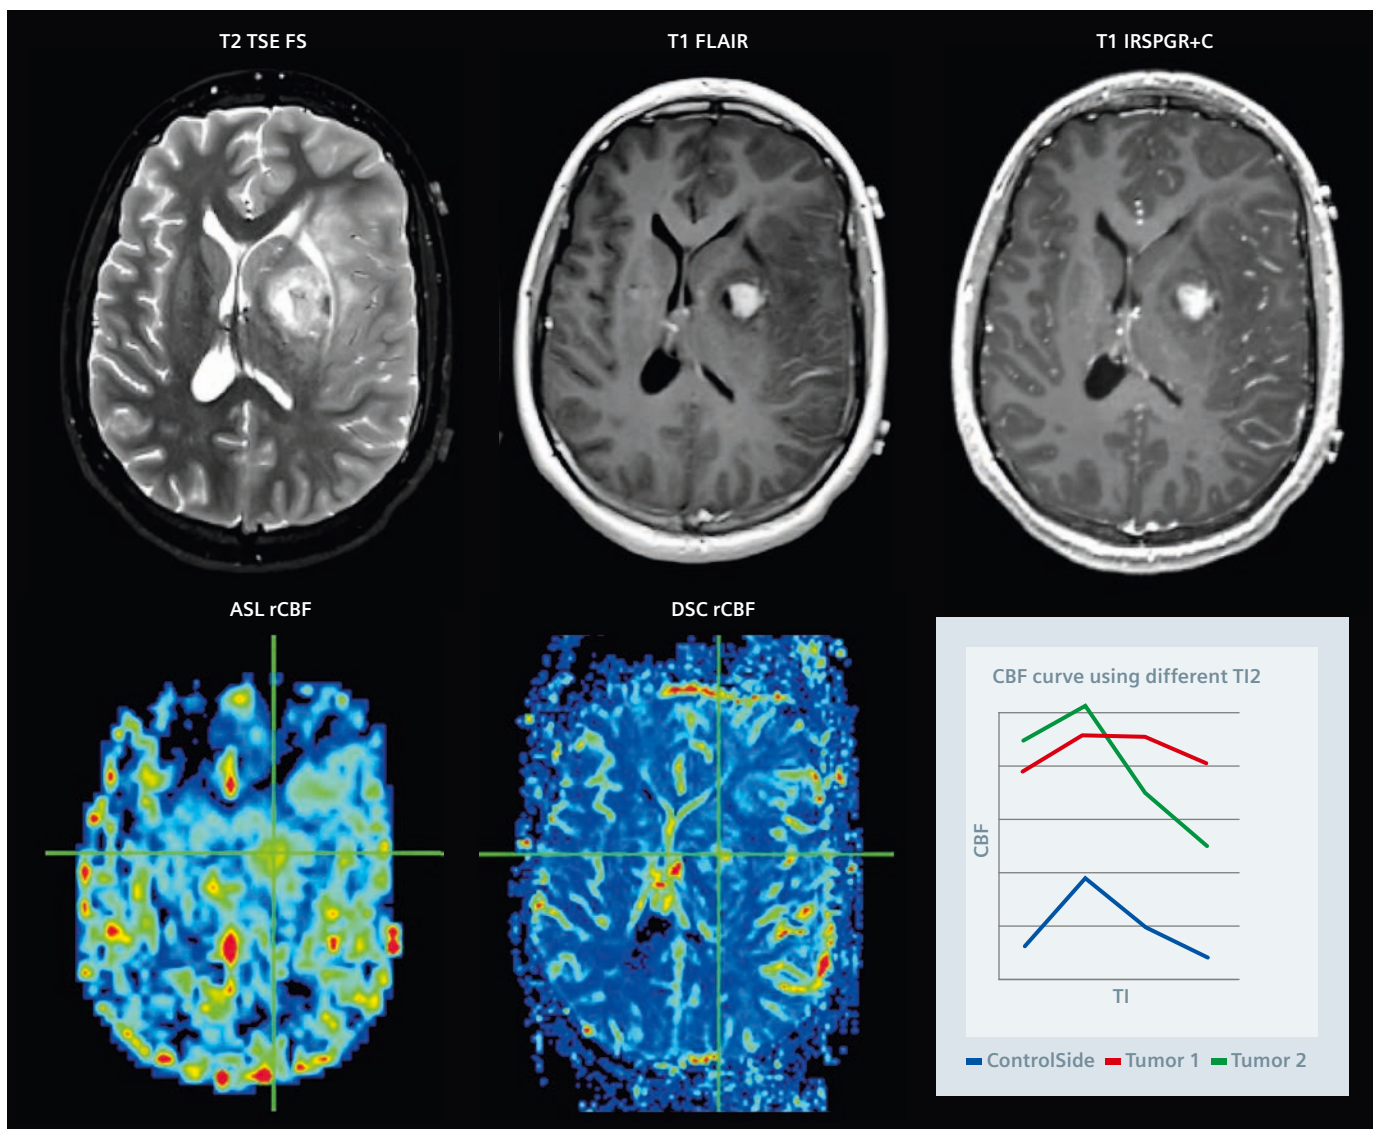 T2 TSE FS
T1 FLAIR
T1 IRSPGR+C
ASL rCBF
DSC rCBF
CBF curve using different TI2
CBF
TI
ControlSide Tumor 1 Tumor 2